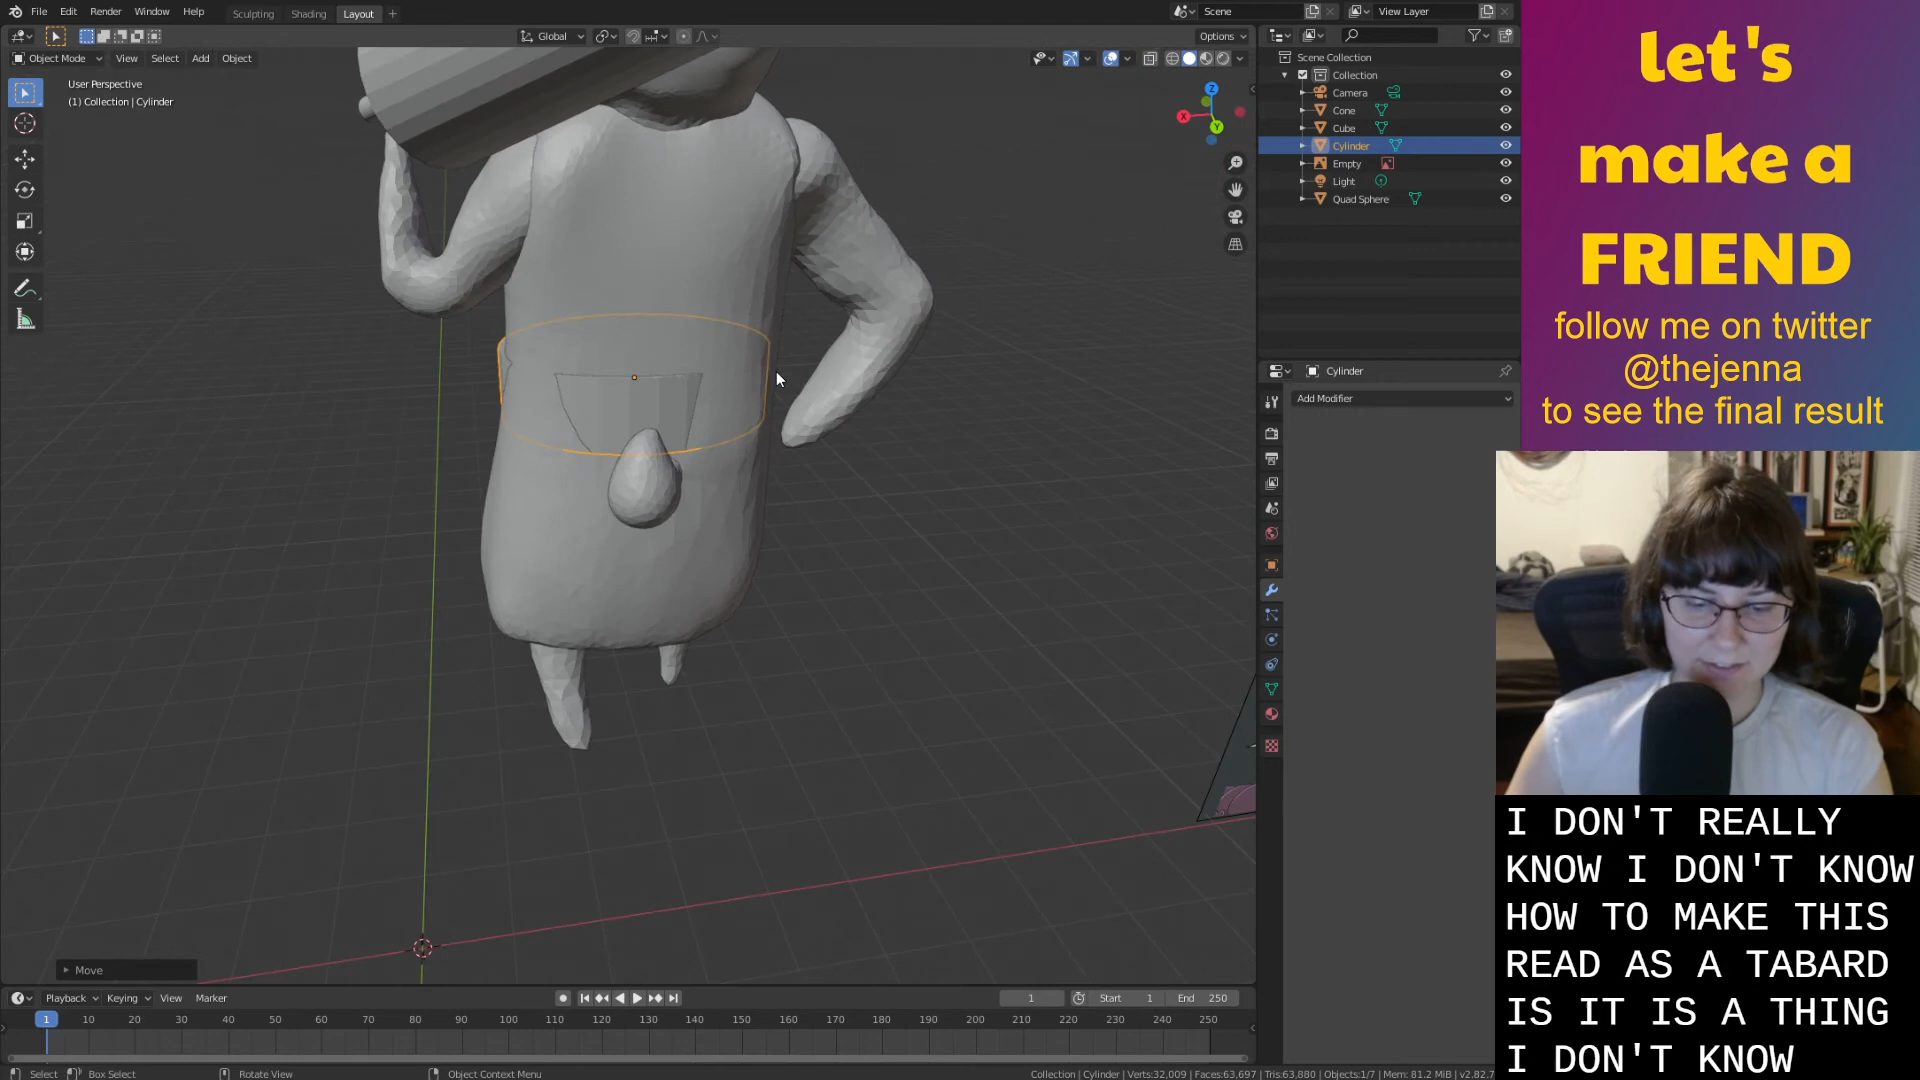 File Edit Render Window Help Sculpting Shading Layout +
Scene View Layer
Global Options
Object Mode View Select Add Object
User Perspective
(1) Collection | Cylinder
Z
X
Y
Scene Collection
Collection
Camera
Cone
Cube
Cylinder
Empty
Light
Quad Sphere
Cylinder
Add Modifier
Move
Playback Keying View Marker
1 Start 1 End 250
1 10 20 30 40 50 60 70 80 90 100 110 120 130 140 150 160 170 180 190 200 210 220 230 240 250
Select Box Select Rotate View Object Context Menu
Collection | Cylinder | Verts:32,009 | Faces:63,697 | Tris:63,880 | Objects:1/7 | Mem: 81.2 MiB | v2.82.7
let's
make a
FRIEND
follow me on twitter
@thejenna
to see the final result
I DON'T REALLY
KNOW I DON'T KNOW
HOW TO MAKE THIS
READ AS A TABARD
IS IT IS A THING
I DON'T KNOW